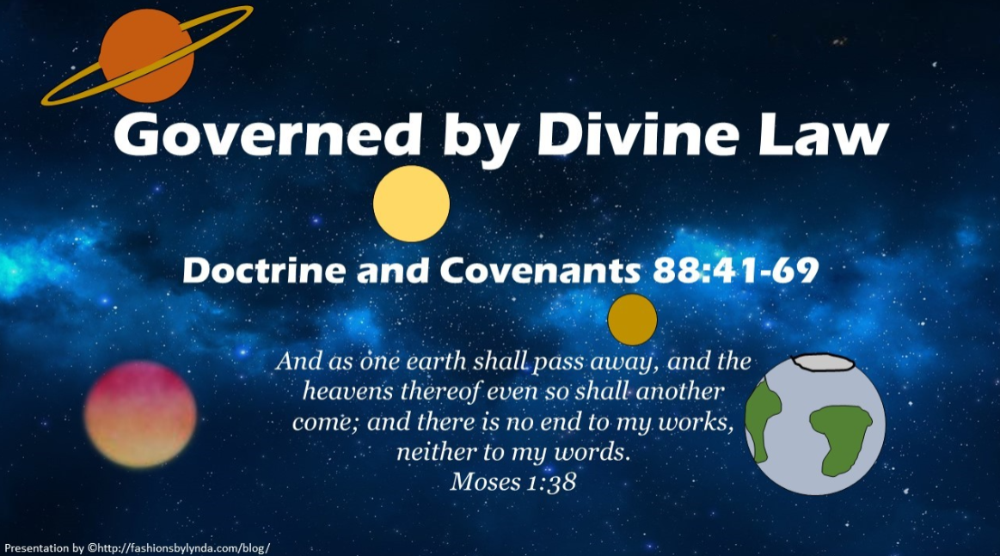 Governed by Divine Law
Doctrine and Covenants 88:41-69
And as one earth shall pass away, and the
heavens thereof even so shall another
come; and there is no end to my works,
neither to my words.
Moses 1:38
Presentation by ©http://fashionsbylynda.com/blog/